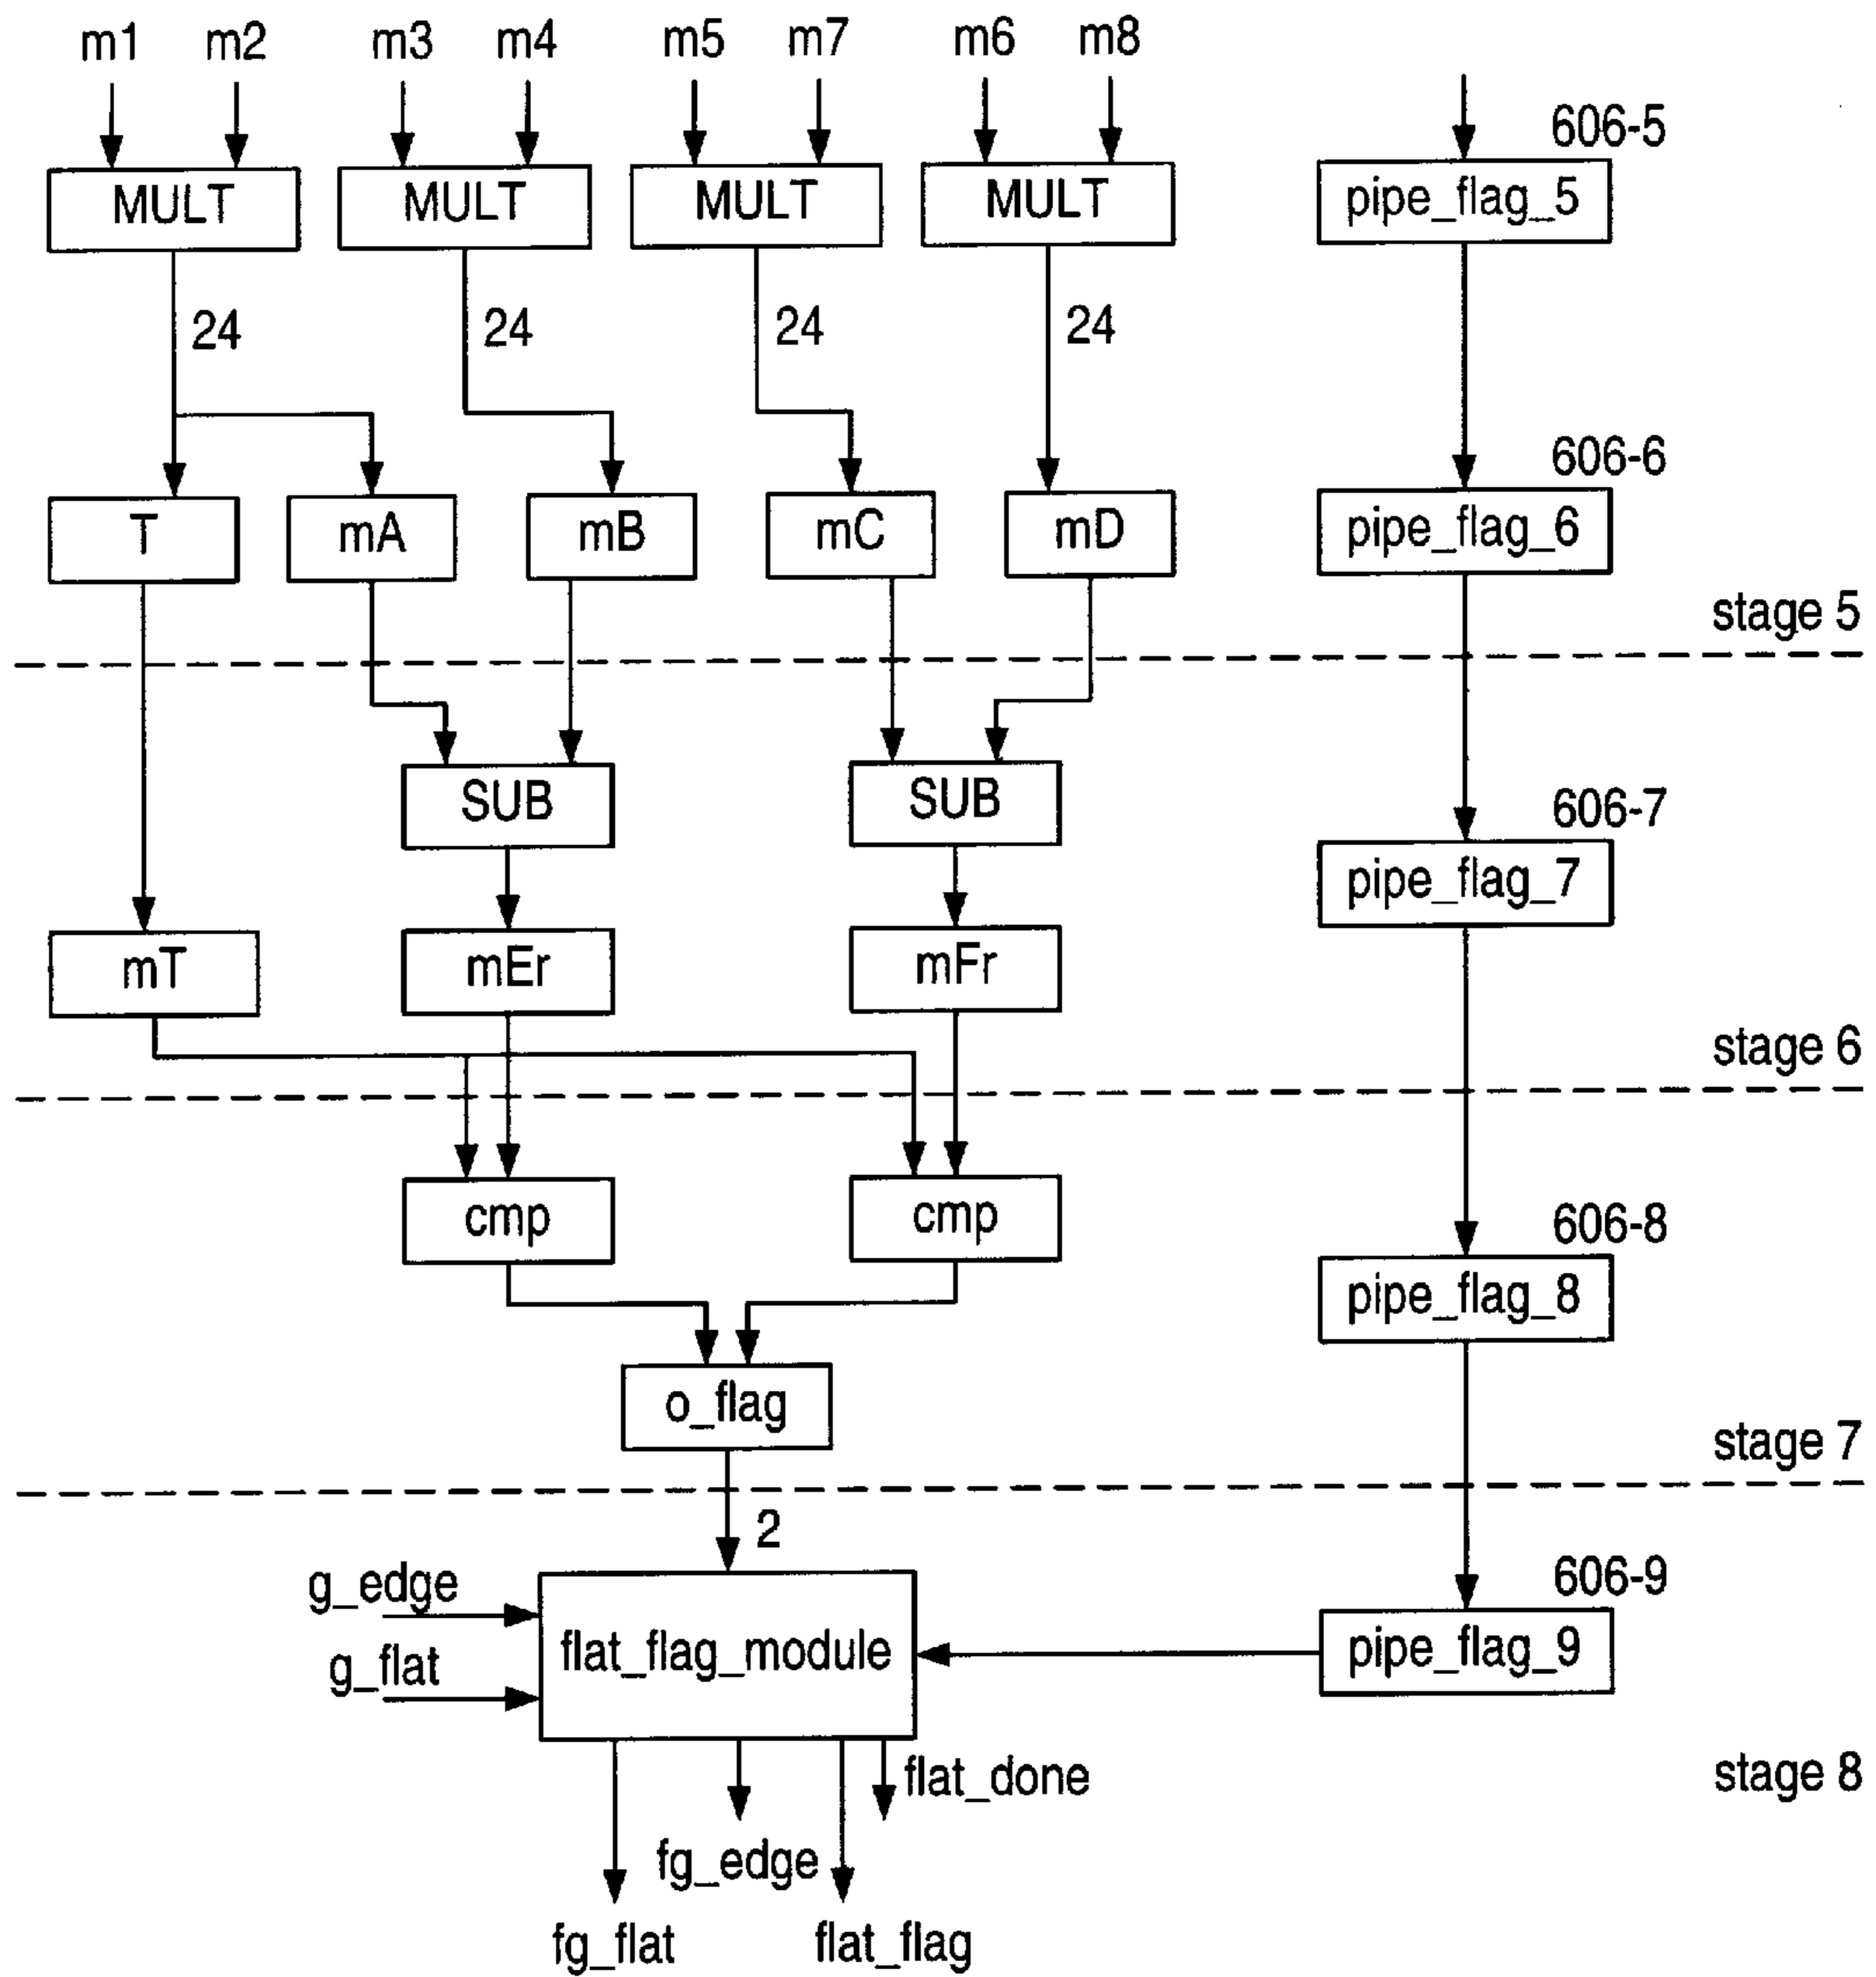 m1 m2 m3 m4 m5 m7 m6 m8
606-5
MULT MULT MULT MULT pipe_flag_5
24 24 24 24
606-6
T mA mB mC mD pipe_flag_6
stage 5
SUB SUB
606-7
pipe_flag_7
mT mEr mFr
stage 6
cmp cmp
606-8
pipe_flag_8
o_flag
stage 7
2
606-9
g_edge
flat_flag_module pipe_flag_9
g_flat
flat_done
stage 8
fg_edge
fg_flat flat_flag